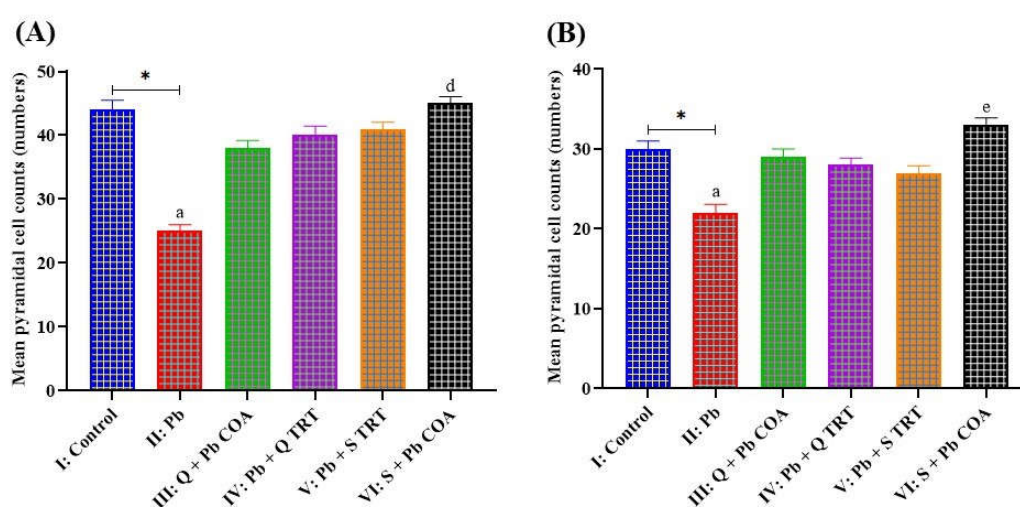 (A)
Mean pyramidal cell counts (numbers)
50
40
30
20
10
0
*
a
d
I: Control
II: Pb
III: Q + Pb COA
IV: Pb + Q TRT
V: Pb + S TRT
VI: S + Pb COA
(B)
Mean pyramidal cell counts (numbers)
40
30
20
10
0
*
a
e
I: Control
II: Pb
III: Q + Pb COA
IV: Pb + Q TRT
V: Pb + S TRT
VI: S + Pb COA